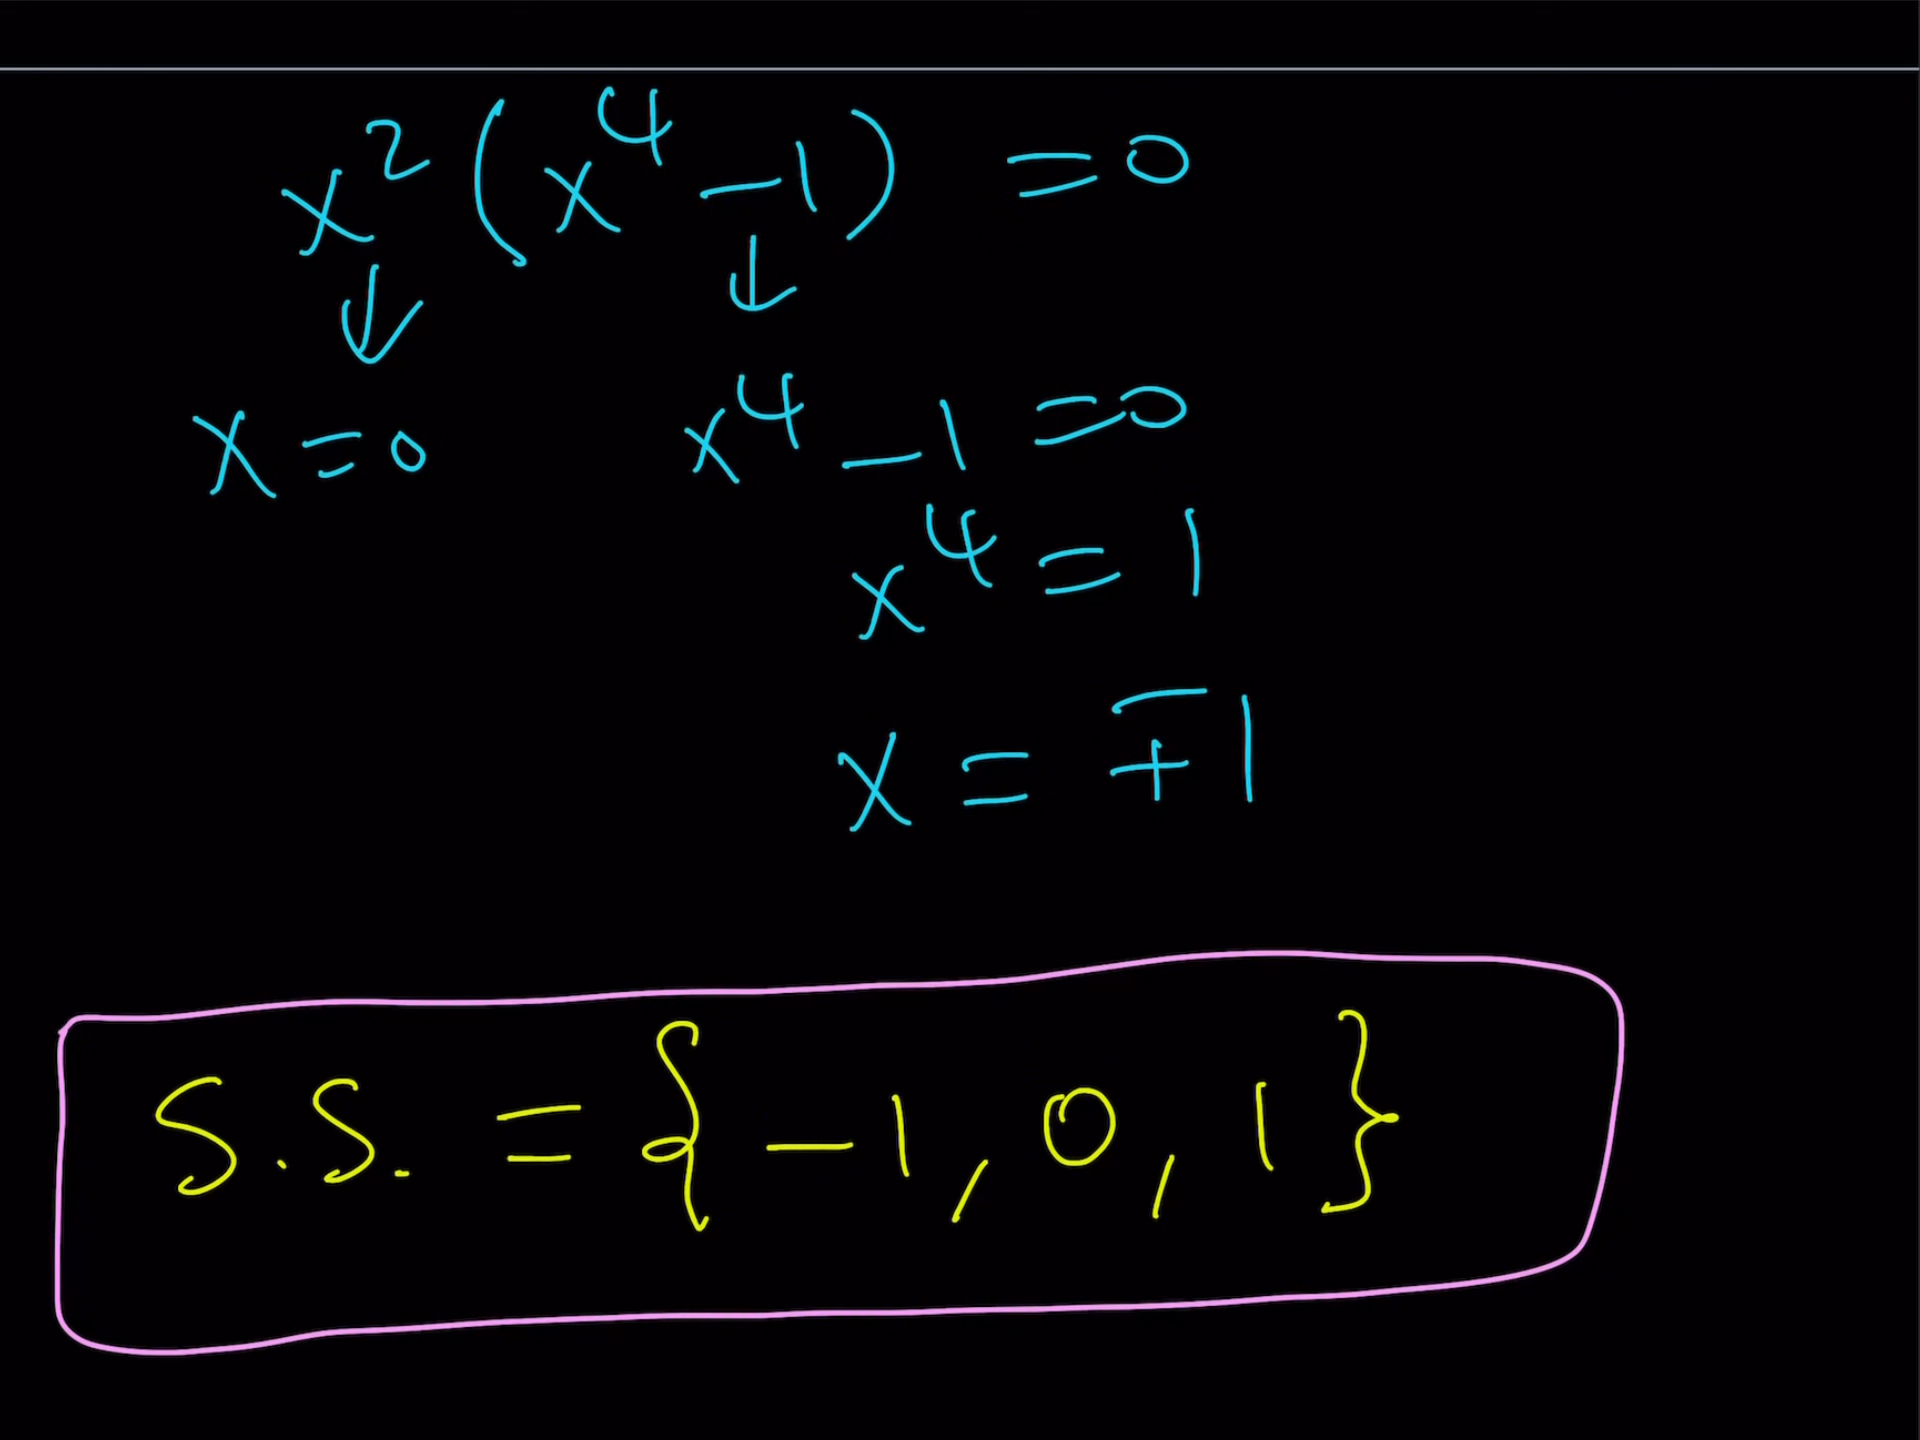 x²(x⁴-1) =0
x=0 x⁴-1=0
x⁴=1
x=∓1
S.S. = {-1, 0, 1}